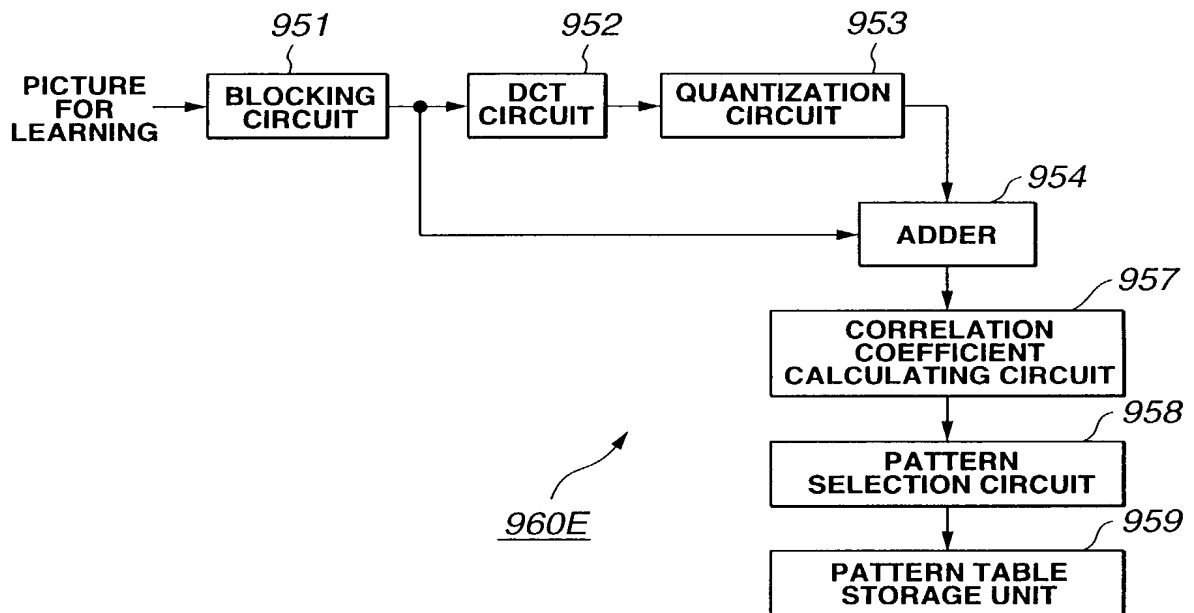 951
952
953
PICTURE
FOR
LEARNING
BLOCKING
CIRCUIT
DCT
CIRCUIT
QUANTIZATION
CIRCUIT
954
ADDER
957
CORRELATION
COEFFICIENT
CALCULATING CIRCUIT
958
PATTERN
SELECTION CIRCUIT
960E
959
PATTERN TABLE
STORAGE UNIT